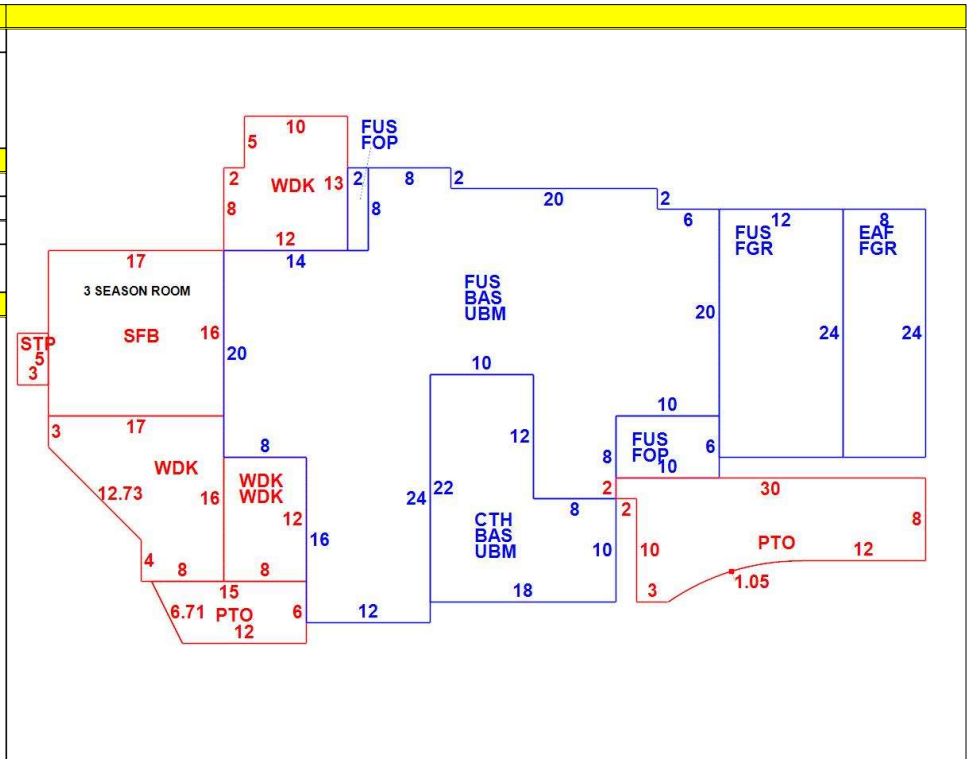 10
FUS
FOP
5
2
WDK
13
2
8
2
8
8
20
2
6
12
8
12
14
FUS
FGR
EAF
FGR
17
3 SEASON ROOM
FUS
BAS
UBM
SFB
16
20
20
24
24
STP
5
3
10
17
3
8
12
10
FUS
FOP
6
10
8
WDK
WDK
WDK
12.73
16
12
24
22
2
30
8
2
16
CTH
BAS
UBM
10
10
PTO
12
8
4
8
8
1.05
15
3
18
6.71
PTO
6
12
12